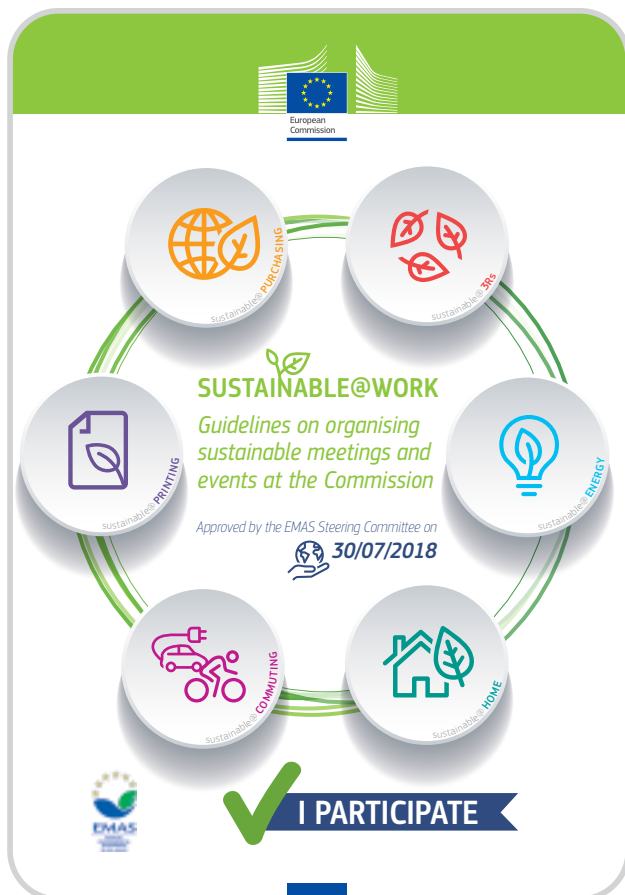 European
Commission
sustainable@PURCHASING
sustainable@3Rs
SUSTAINABLE@WORK
Guidelines on organising
sustainable meetings and
events at the Commission
sustainable@PRINTING
sustainable@ENERGY
Approved by the EMAS Steering Committee on
30/07/2018
sustainable@COMMUTING
sustainable@HOME
EMAS
I PARTICIPATE